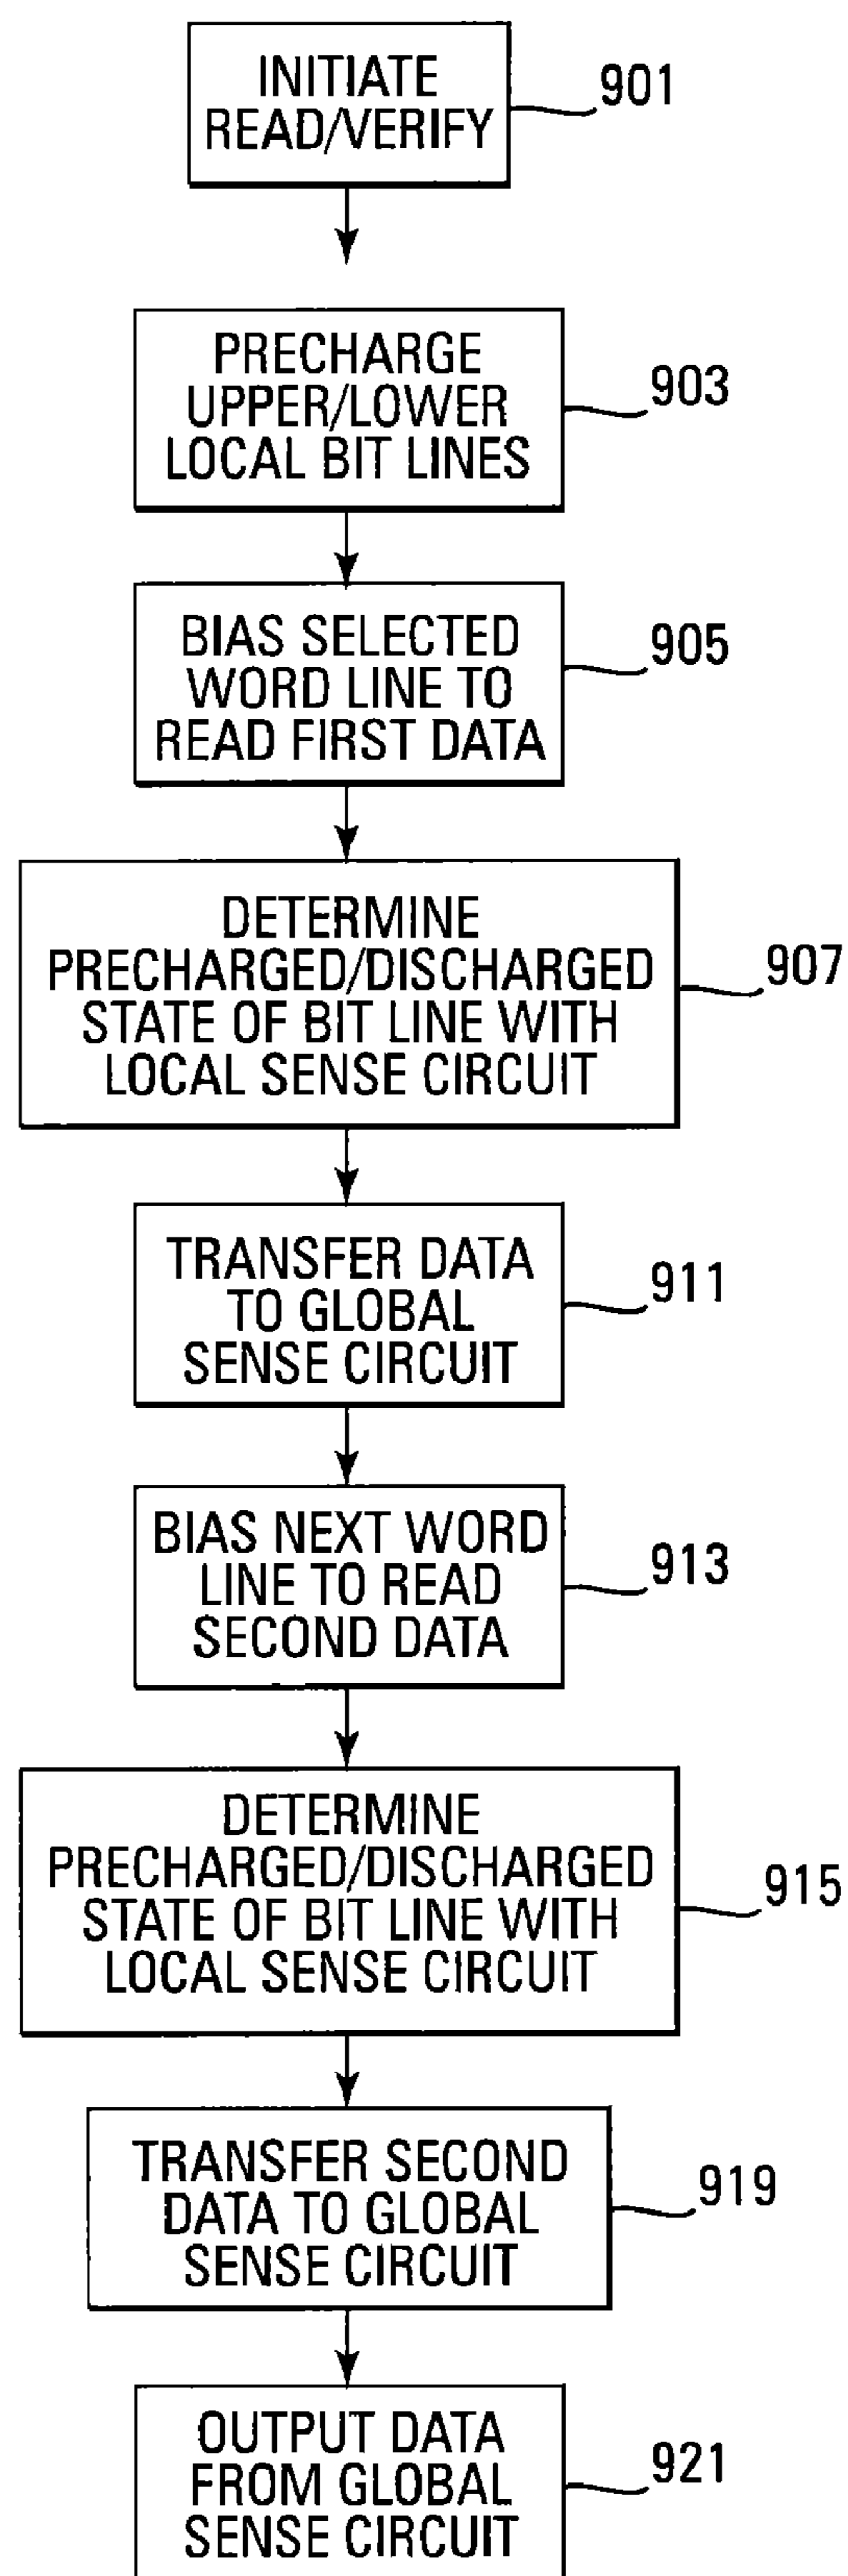 INITIATE
READ/VERIFY
901
PRECHARGE
UPPER/LOWER
LOCAL BIT LINES
903
BIAS SELECTED
WORD LINE TO
READ FIRST DATA
905
DETERMINE
PRECHARGED/DISCHARGED
STATE OF BIT LINE WITH
LOCAL SENSE CIRCUIT
907
TRANSFER DATA
TO GLOBAL
SENSE CIRCUIT
911
BIAS NEXT WORD
LINE TO READ
SECOND DATA
913
DETERMINE
PRECHARGED/DISCHARGED
STATE OF BIT LINE WITH
LOCAL SENSE CIRCUIT
915
TRANSFER SECOND
DATA TO GLOBAL
SENSE CIRCUIT
919
OUTPUT DATA
FROM GLOBAL
SENSE CIRCUIT
921